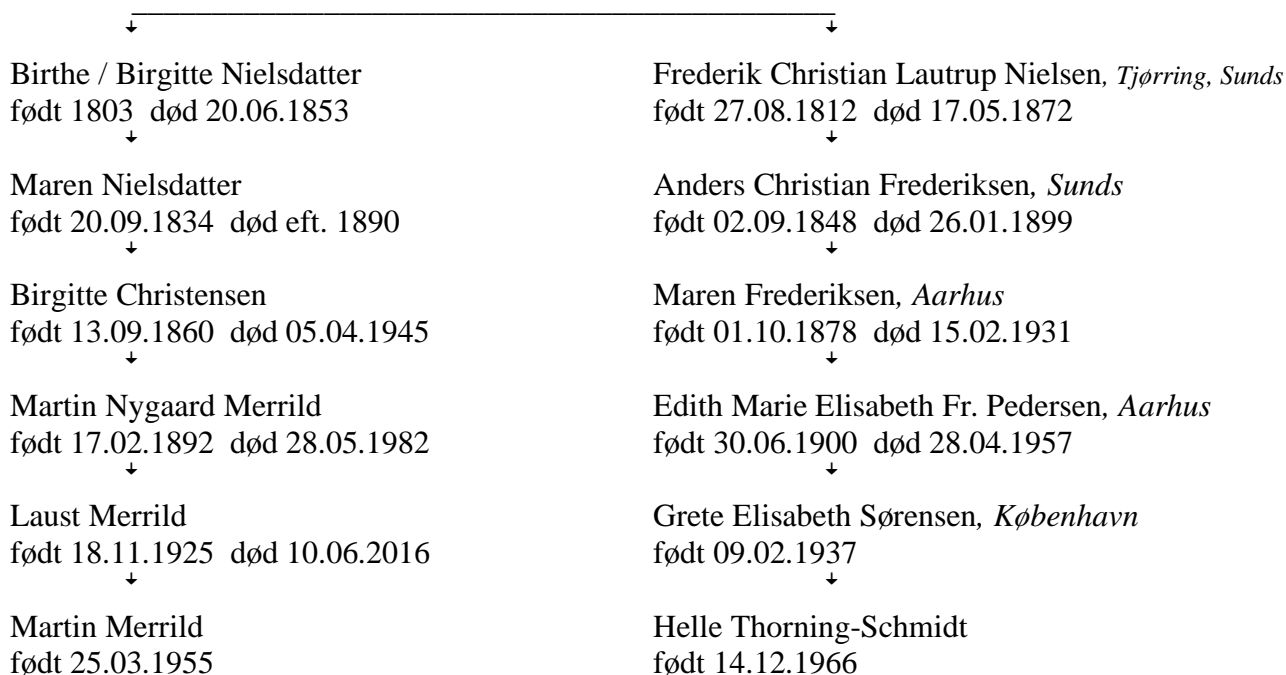 Birthe / Birgitte Nielsdatter
født 1803 død 20.06.1853
Maren Nielsdatter
født 20.09.1834 død eft. 1890
Birgitte Christensen
født 13.09.1860 død 05.04.1945
Martin Nygaard Merrild
født 17.02.1892 død 28.05.1982
Laust Merrild
født 18.11.1925 død 10.06.2016
Martin Merrild
født 25.03.1955
Frederik Christian Lautrup Nielsen, Tjørring, Sunds
født 27.08.1812 død 17.05.1872
Anders Christian Frederiksen, Sunds
født 02.09.1848 død 26.01.1899
Maren Frederiksen, Aarhus
født 01.10.1878 død 15.02.1931
Edith Marie Elisabeth Fr. Pedersen, Aarhus
født 30.06.1900 død 28.04.1957
Grete Elisabeth Sørensen, København
født 09.02.1937
Helle Thorning-Schmidt
født 14.12.1966